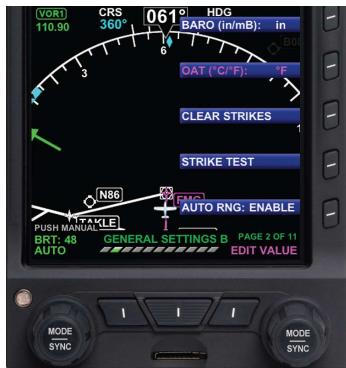 VOR1 CRS 061° HDG
110.90 360°
BARO (in/mB): in
6
3
OAT (°C/°F): °F
CLEAR STRIKES
STRIKE TEST
N86
AUTO RNG: ENABLE
PUSH MANUAL
BRT: 48 GENERAL SETTINGS B PAGE 2 OF 11
AUTO EDIT VALUE
MODE MODE
SYNC SYNC